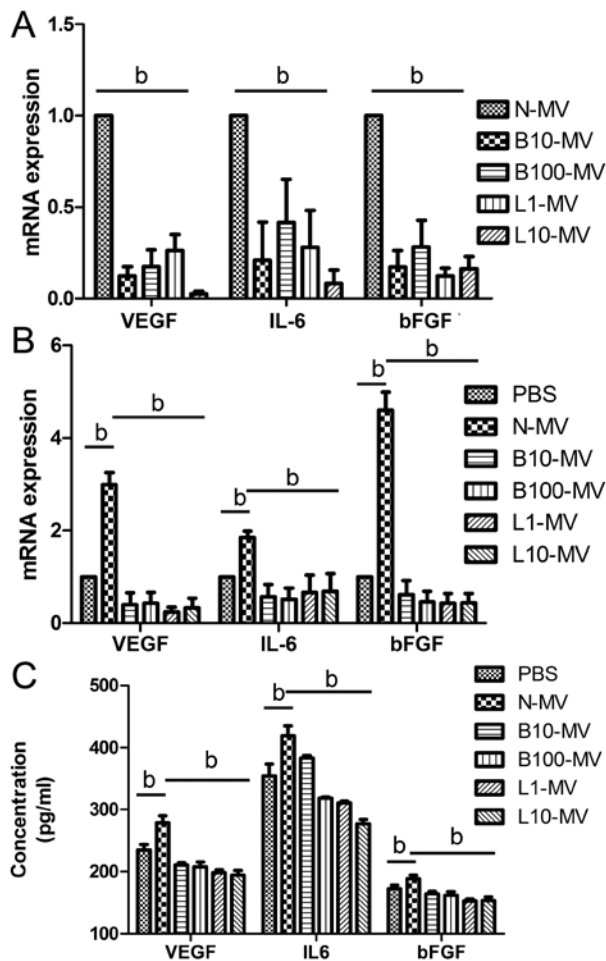 A
mRNA expression
1.5
1.0
0.5
0.0
b
b
b
VEGF
IL-6
bFGF
N-MV
B10-MV
B100-MV
L1-MV
L10-MV
B
mRNA expression
6
4
2
0
b
b
b
b
b
b
VEGF
IL-6
bFGF
PBS
N-MV
B10-MV
B100-MV
L1-MV
L10-MV
C
Concentration
(pg/ml)
500
400
300
200
100
b
b
b
b
b
b
VEGF
IL6
bFGF
PBS
N-MV
B10-MV
B100-MV
L1-MV
L10-MV